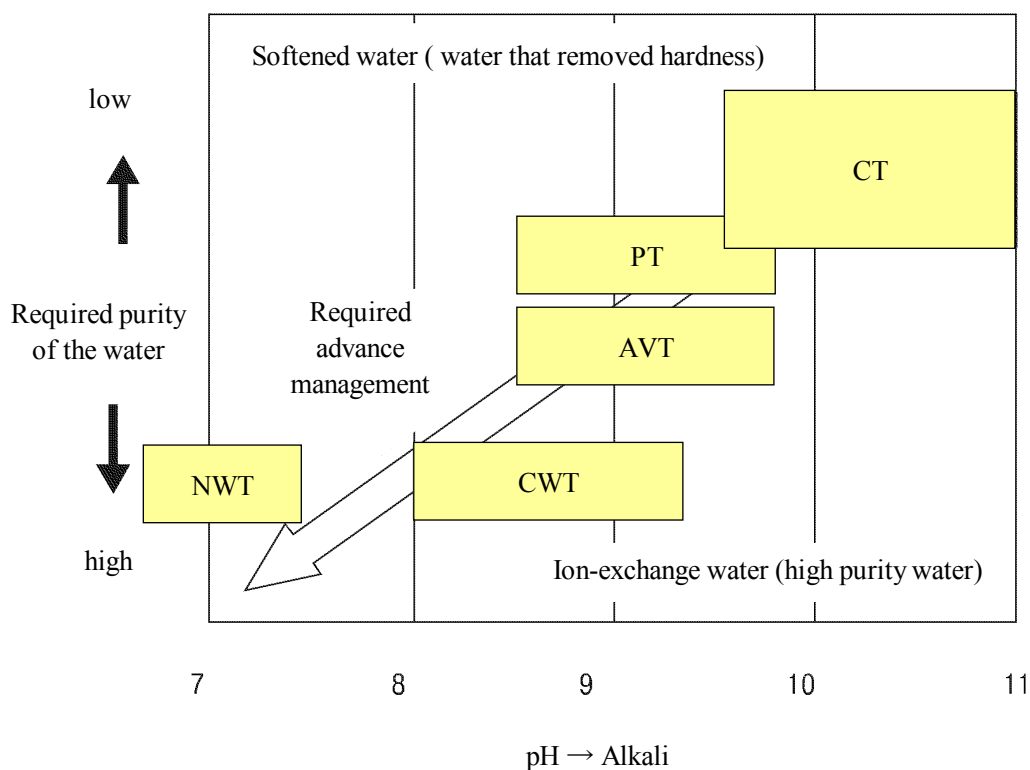 Softened water ( water that removed hardness)
low
CT
PT
Required purity
of the water
Required
advance
management
AVT
NWT
CWT
high
Ion-exchange water (high purity water)
7
8
9
10
11
pH → Alkali